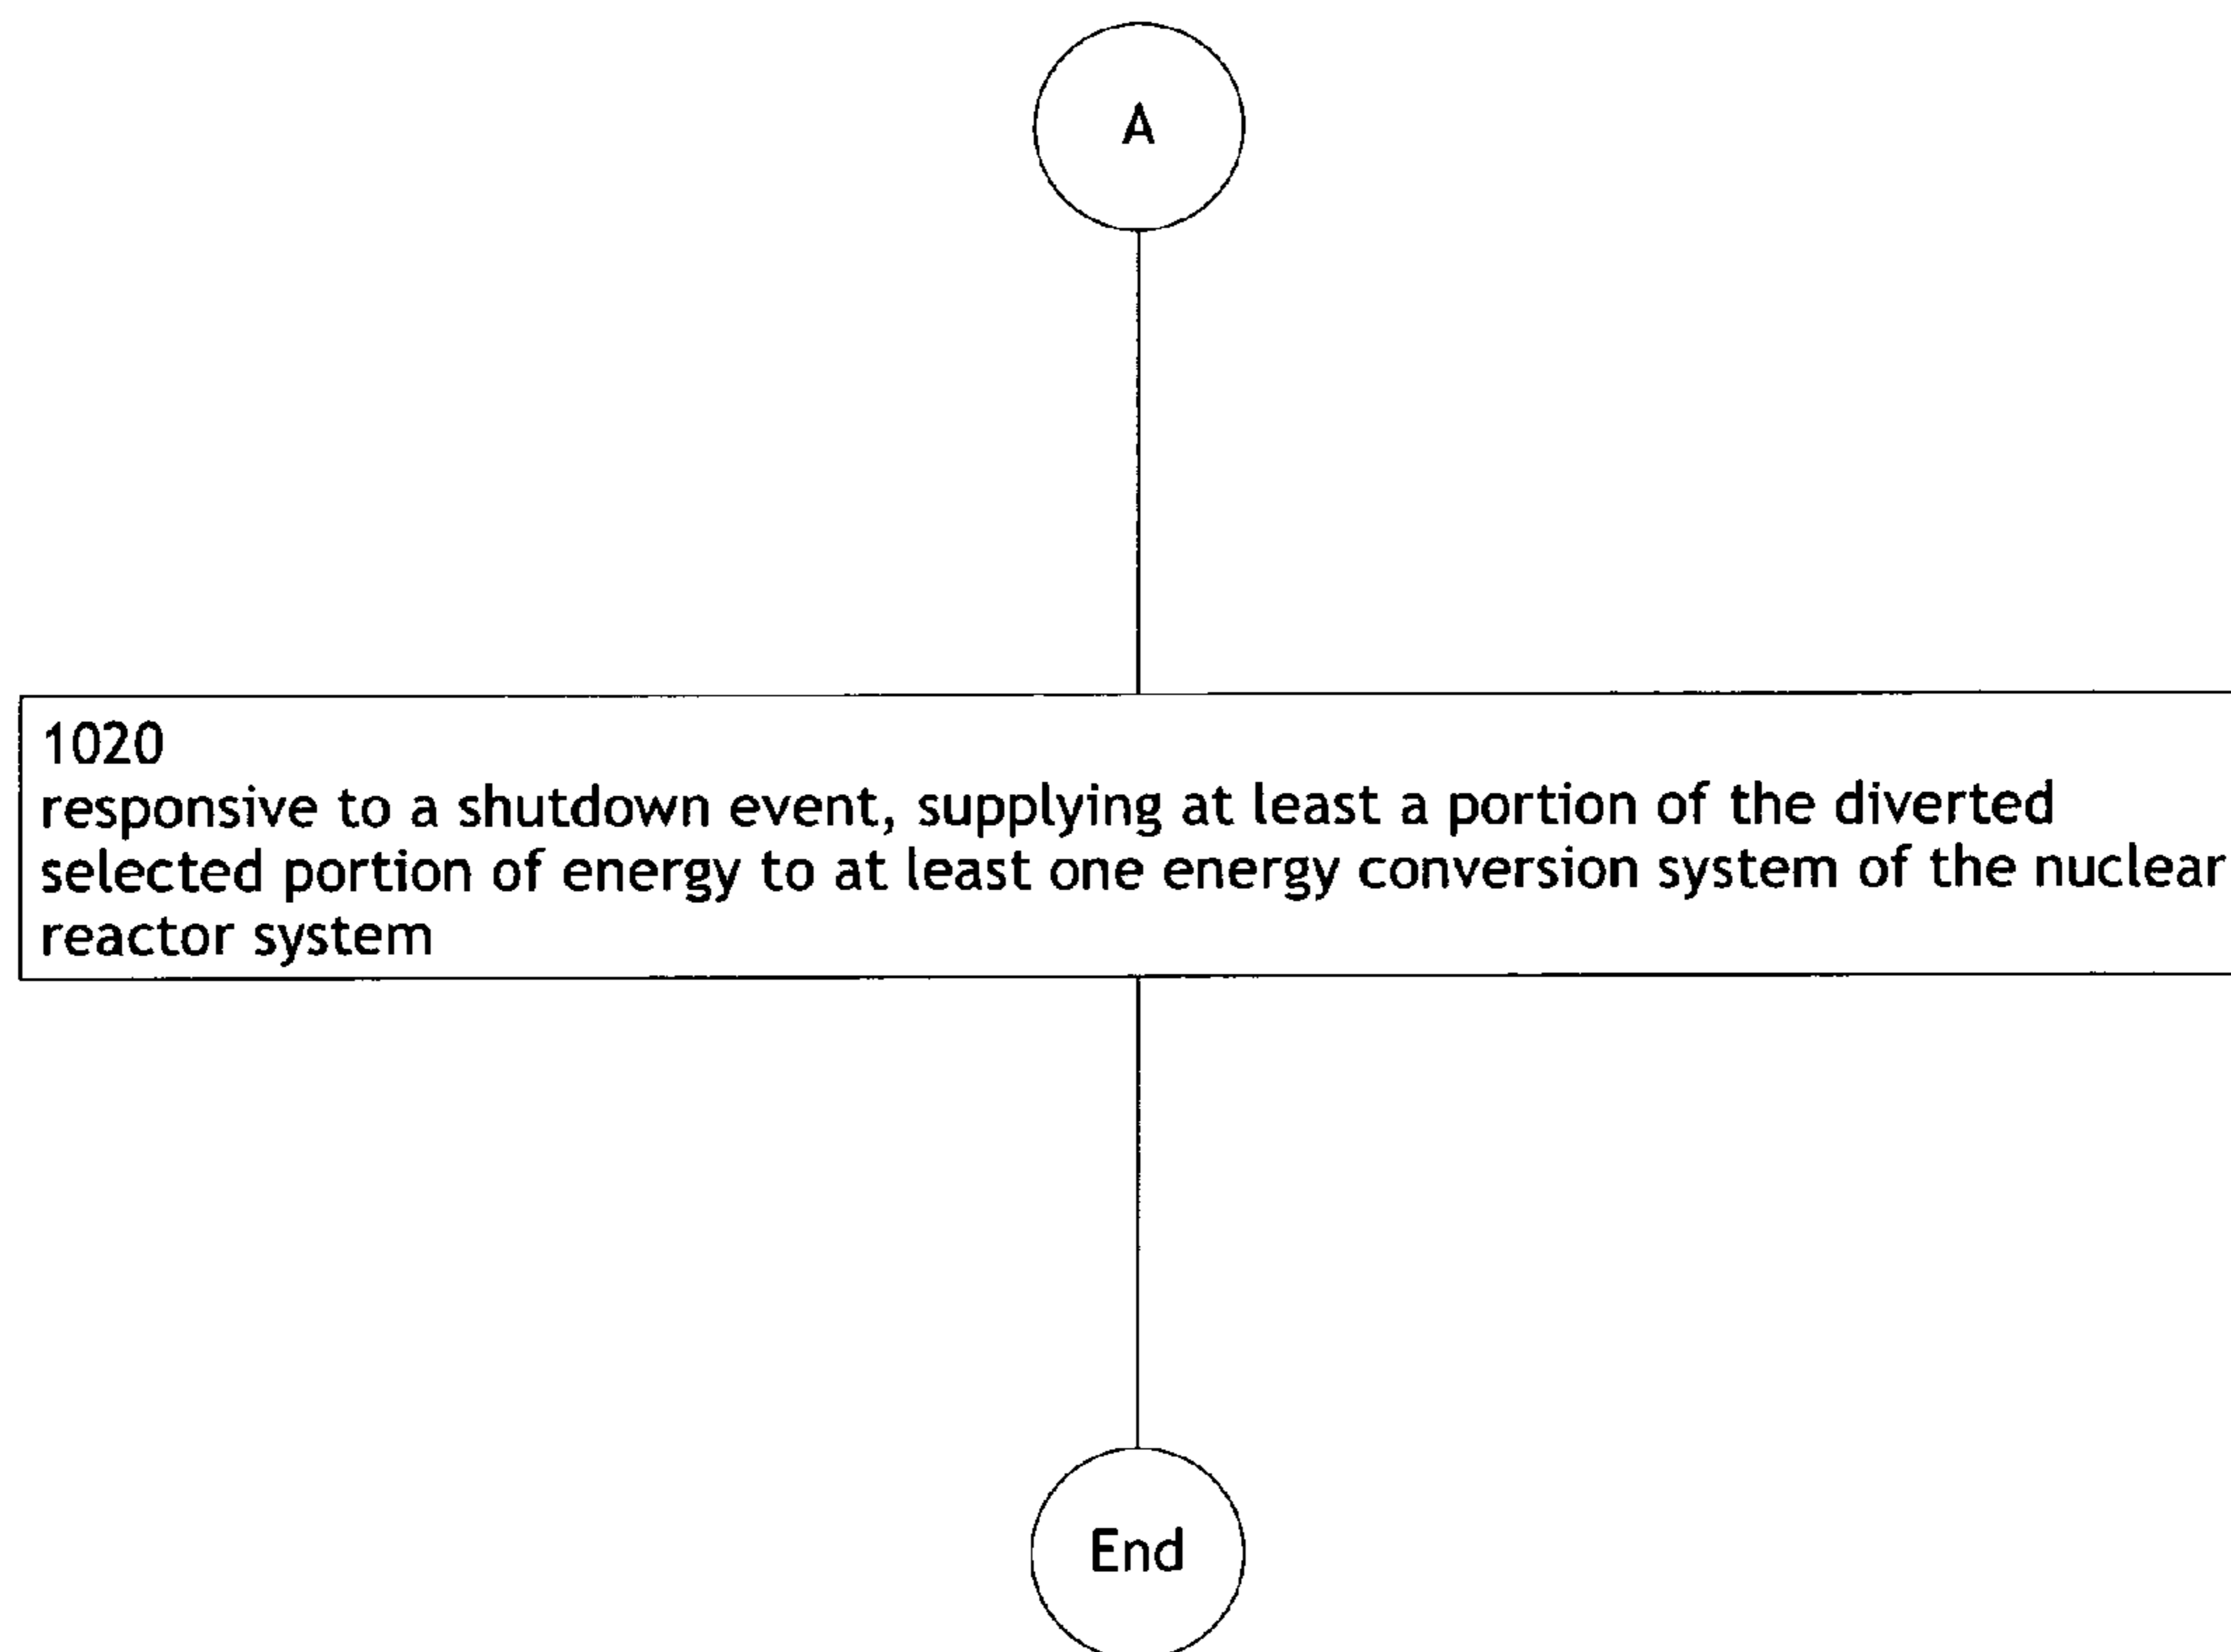 A
1020
responsive to a shutdown event, supplying at least a portion of the diverted
selected portion of energy to at least one energy conversion system of the nuclear
reactor system
End